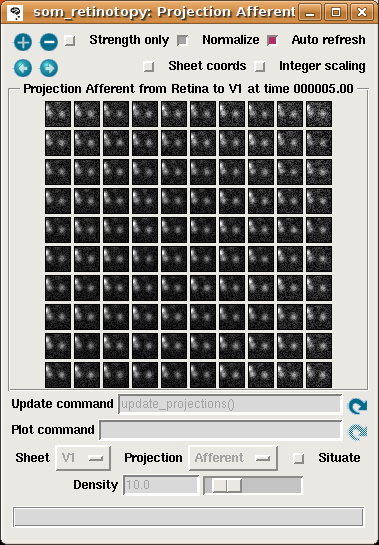 som_retinotopy: Projection Afferent
Strength only Normalize Auto refresh
Sheet coords Integer scaling
Projection Afferent from Retina to V1 at time 000005.00
Update command update_projections()
Plot command
Sheet V1 Projection Afferent Situate
Density 10.0